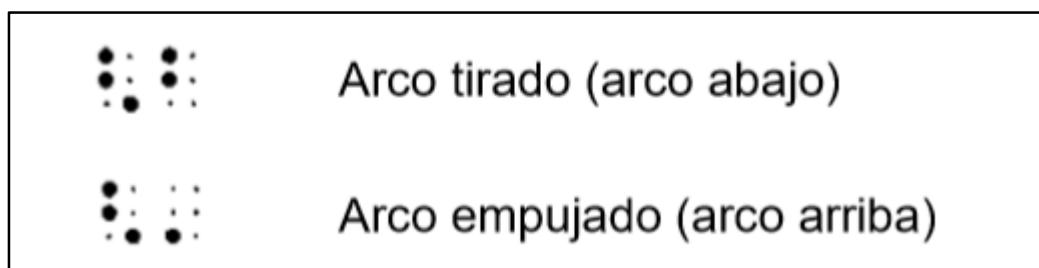 ⠣⠃ Arco tirado (arco abajo)
⠣⠄ Arco empujado (arco arriba)